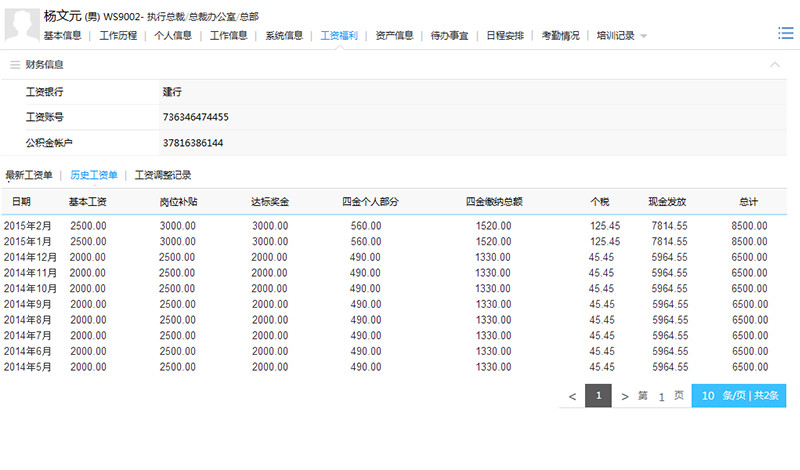 杨文元 (男) WS9002- 执行总裁/总裁办公室/总部
基本信息 | 工作历程 | 个人信息 | 工作信息 | 系统信息 | 工资福利 | 资产信息 | 待办事宜 | 日程安排 | 考勤情况 | 培训记录
财务信息
工资银行 建行
工资账号 736346474455
公积金帐户 37816386144
最新工资单 | 历史工资单 | 工资调整记录
日期 基本工资 岗位补贴 达标奖金 四金个人部分 四金缴纳总额 个税 现金发放 总计
2015年2月 2500.00 3000.00 3000.00 560.00 1520.00 125.45 7814.55 8500.00
2015年1月 2500.00 3000.00 3000.00 560.00 1520.00 125.45 7814.55 8500.00
2014年12月 2000.00 2500.00 2000.00 490.00 1330.00 45.45 5964.55 6500.00
2014年11月 2000.00 2500.00 2000.00 490.00 1330.00 45.45 5964.55 6500.00
2014年10月 2000.00 2500.00 2000.00 490.00 1330.00 45.45 5964.55 6500.00
2014年9月 2000.00 2500.00 2000.00 490.00 1330.00 45.45 5964.55 6500.00
2014年8月 2000.00 2500.00 2000.00 490.00 1330.00 45.45 5964.55 6500.00
2014年7月 2000.00 2500.00 2000.00 490.00 1330.00 45.45 5964.55 6500.00
2014年6月 2000.00 2500.00 2000.00 490.00 1330.00 45.45 5964.55 6500.00
2014年5月 2000.00 2500.00 2000.00 490.00 1330.00 45.45 5964.55 6500.00
< 1 > 第 1 页 10 条/页 | 共2条